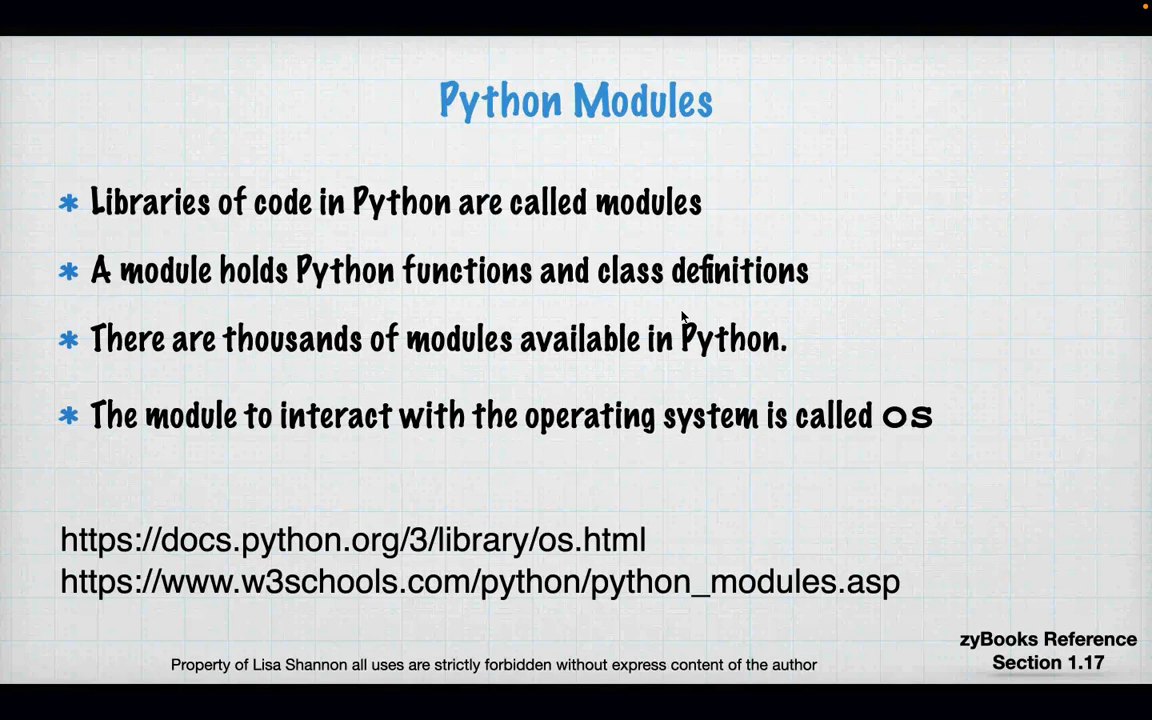 Python Modules
* Libraries of code in Python are called modules
* A module holds Python functions and class definitions
* There are thousands of modules available in Python.
* The module to interact with the operating system is called os
https://docs.python.org/3/library/os.html
https://www.w3schools.com/python/python_modules.asp
zyBooks Reference
Section 1.17
Property of Lisa Shannon all uses are strictly forbidden without express content of the author